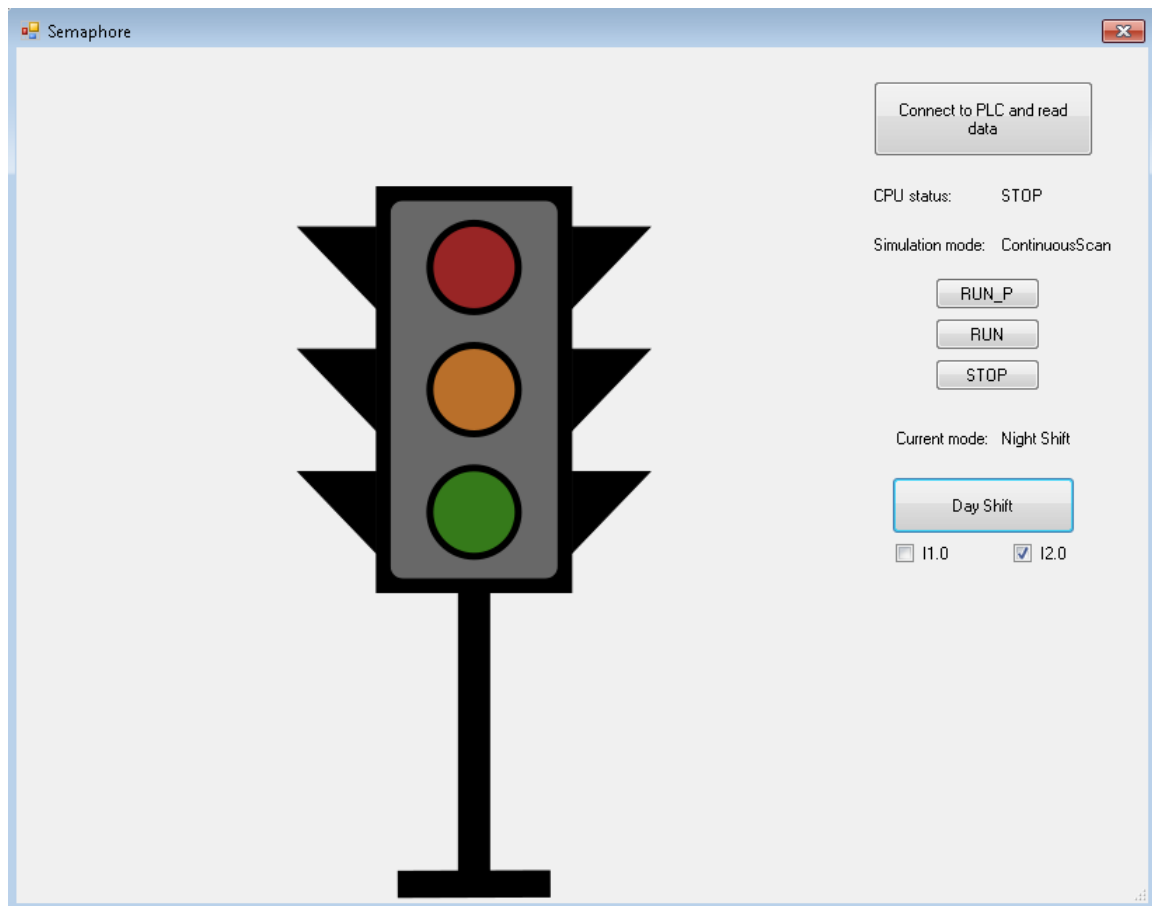 Semaphore
Connect to PLC and read
data
CPU status: STOP
Simulation mode: ContinuousScan
RUN_P
RUN
STOP
Current mode: Night Shift
Day Shift
I1.0 I2.0